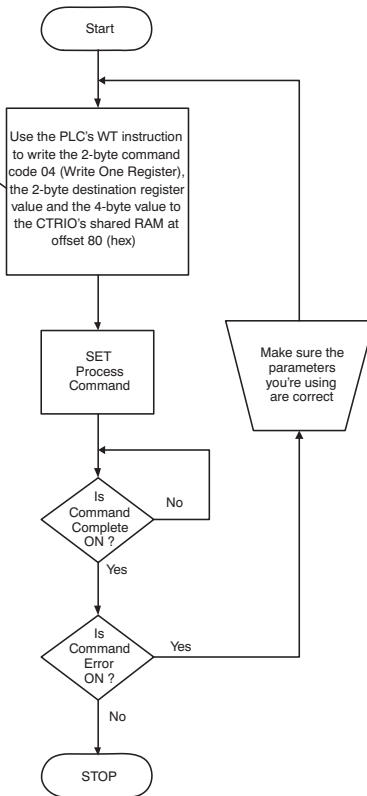 Start
Use the PLC's WT instruction
to write the 2-byte command
code 04 (Write One Register),
the 2-byte destination register
value and the 4-byte value to
the CTRIO's shared RAM at
offset 80 (hex)
SET
Process
Command
Make sure the
parameters
you're using
are correct
Is
Command
Complete
ON ?
No
Yes
Is
Command
Error
ON ?
Yes
No
STOP